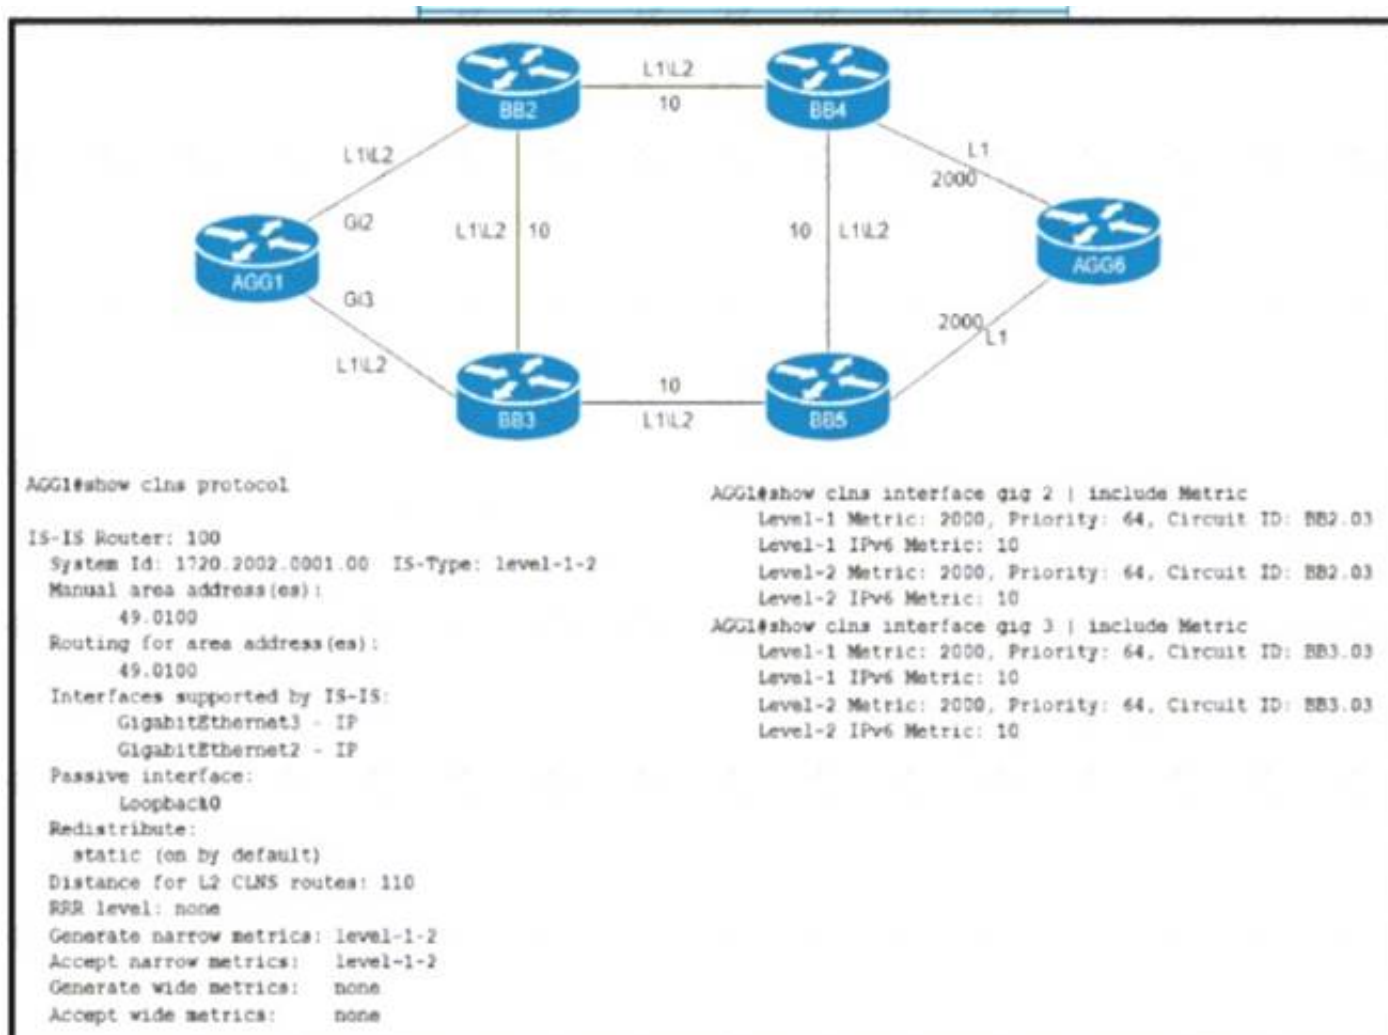 BB2
L1\L2
10
BB4
L1\L2
L1
2000
Gi2
L1\L2
10
10
L1\L2
AGG1
AGG6
Gi3
2000
L1
L1\L2
10
BB3
L1\L2
BB5
AGG1#show clns protocol
IS-IS Router: 100
System Id: 1720.2002.0001.00 IS-Type: level-1-2
Manual area address(es):
49.0100
Routing for area address(es):
49.0100
Interfaces supported by IS-IS:
GigabitEthernet3 - IP
GigabitEthernet2 - IP
Passive interface:
Loopback0
Redistribute:
static (on by default)
Distance for L2 CLNS routes: 110
RRR level: none
Generate narrow metrics: level-1-2
Accept narrow metrics: level-1-2
Generate wide metrics: none
Accept wide metrics: none
AGG1#show clns interface gig 2 | include Metric
Level-1 Metric: 2000, Priority: 64, Circuit ID: BB2.03
Level-1 IPv6 Metric: 10
Level-2 Metric: 2000, Priority: 64, Circuit ID: BB2.03
Level-2 IPv6 Metric: 10
AGG1#show clns interface gig 3 | include Metric
Level-1 Metric: 2000, Priority: 64, Circuit ID: BB3.03
Level-1 IPv6 Metric: 10
Level-2 Metric: 2000, Priority: 64, Circuit ID: BB3.03
Level-2 IPv6 Metric: 10